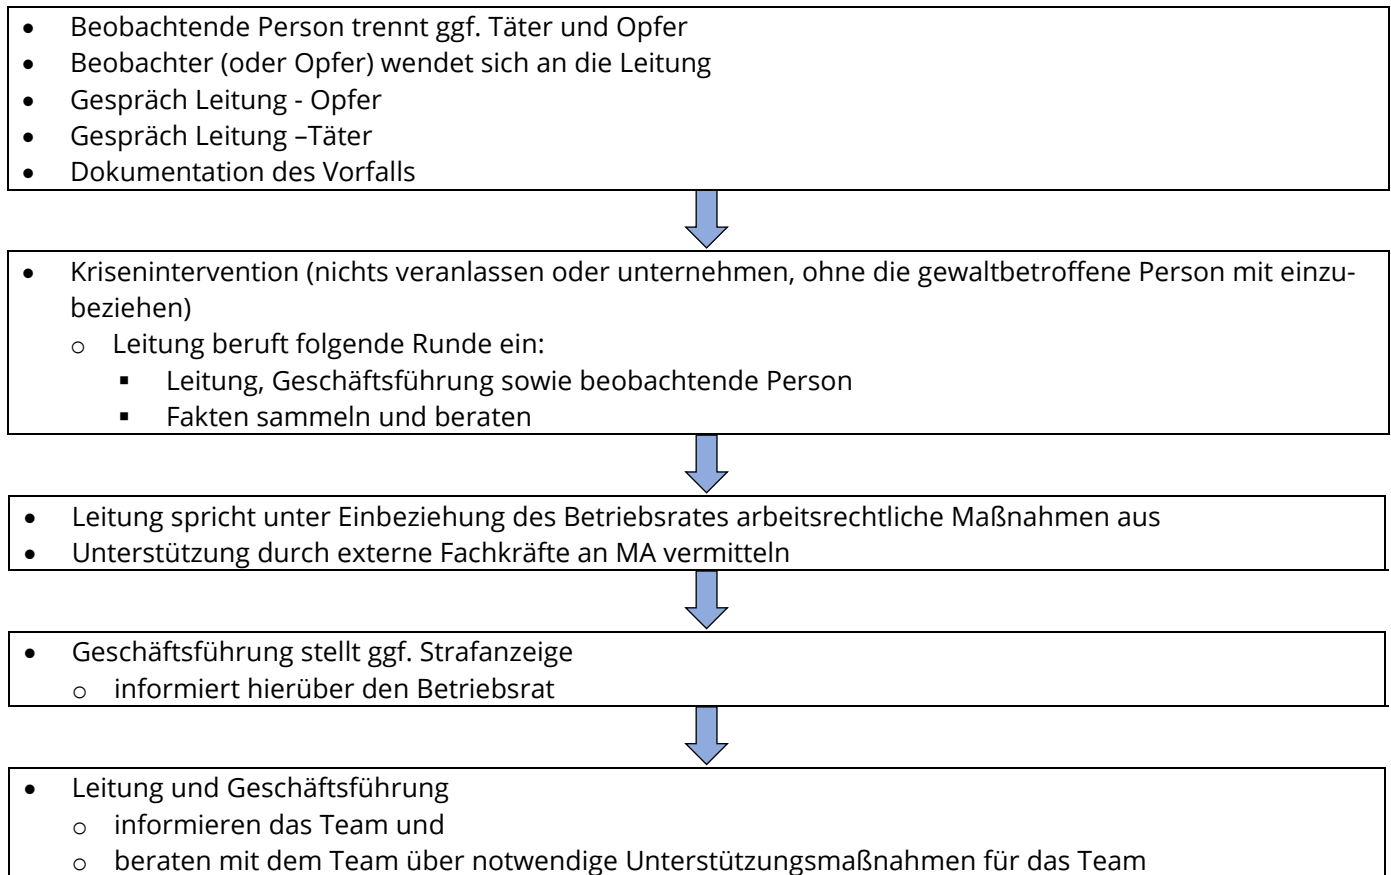 • Beobachtende Person trennt ggf. Täter und Opfer
• Beobachter (oder Opfer) wendet sich an die Leitung
• Gespräch Leitung - Opfer
• Gespräch Leitung –Täter
• Dokumentation des Vorfalls
• Krisenintervention (nichts veranlassen oder unternehmen, ohne die gewaltbetroffene Person mit einzu-
beziehen)
o Leitung beruft folgende Runde ein:
▪ Leitung, Geschäftsführung sowie beobachtende Person
▪ Fakten sammeln und beraten
• Leitung spricht unter Einbeziehung des Betriebsrates arbeitsrechtliche Maßnahmen aus
• Unterstützung durch externe Fachkräfte an MA vermitteln
• Geschäftsführung stellt ggf. Strafanzeige
o informiert hierüber den Betriebsrat
• Leitung und Geschäftsführung
o informieren das Team und
o beraten mit dem Team über notwendige Unterstützungsmaßnahmen für das Team